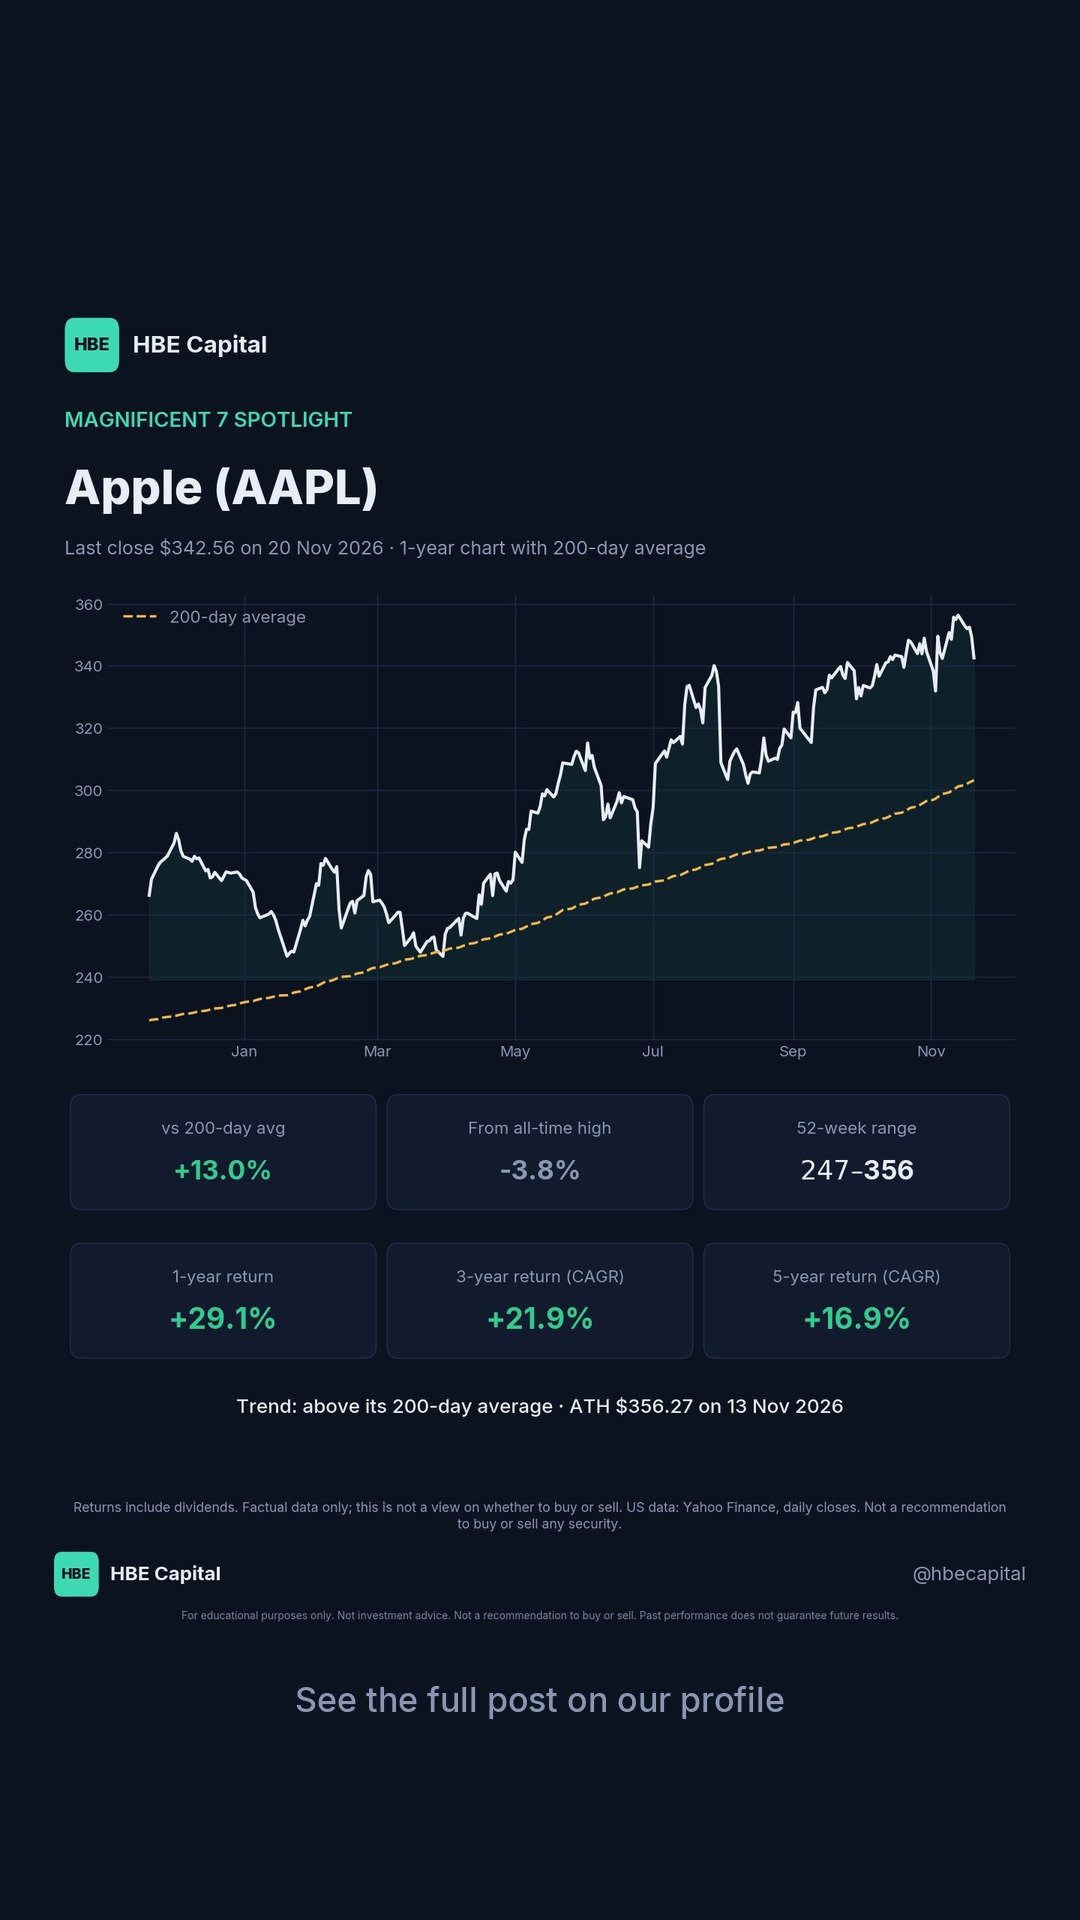 HBE HBE Capital
MAGNIFICENT 7 SPOTLIGHT
Apple (AAPL)
Last close $342.56 on 20 Nov 2026 · 1-year chart with 200-day average
360
200-day average
340
320
300
280
260
240
220
Jan Mar May Jul Sep Nov
vs 200-day avg From all-time high 52-week range
+13.0% -3.8% 247–356
1-year return 3-year return (CAGR) 5-year return (CAGR)
+29.1% +21.9% +16.9%
Trend: above its 200-day average · ATH $356.27 on 13 Nov 2026
Returns include dividends. Factual data only; this is not a view on whether to buy or sell. US data: Yahoo Finance, daily closes. Not a recommendation
to buy or sell any security.
HBE HBE Capital @hbecapital
For educational purposes only. Not investment advice. Not a recommendation to buy or sell. Past performance does not guarantee future results.
See the full post on our profile